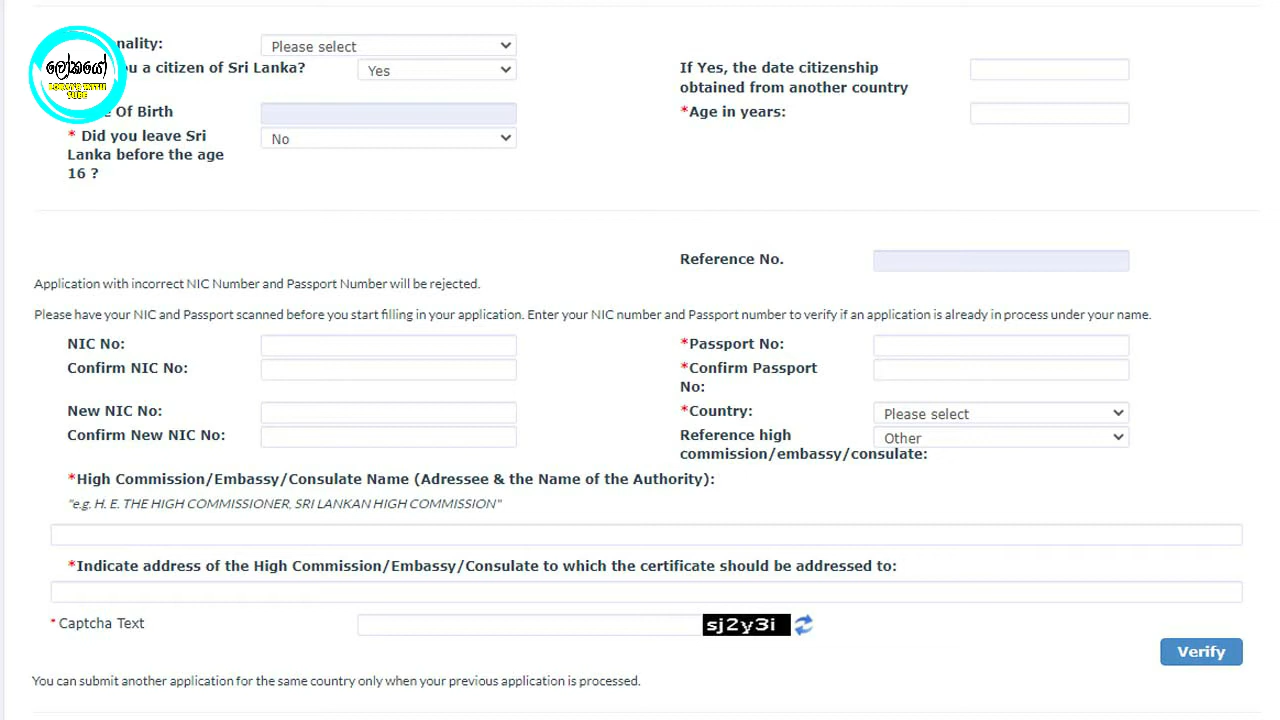 nality:
Please select
u a citizen of Sri Lanka?
Yes
If Yes, the date citizenship
obtained from another country
Of Birth
*Age in years:
* Did you leave Sri
Lanka before the age
16 ?
No
Reference No.
Application with incorrect NIC Number and Passport Number will be rejected.
Please have your NIC and Passport scanned before you start filling in your application. Enter your NIC number and Passport number to verify if an application is already in process under your name.
NIC No:
*Passport No:
Confirm NIC No:
*Confirm Passport
No:
New NIC No:
*Country:
Please select
Confirm New NIC No:
Reference high
commission/embassy/consulate:
Other
*High Commission/Embassy/Consulate Name (Adressee & the Name of the Authority):
"e.g. H. E. THE HIGH COMMISSIONER, SRI LANKAN HIGH COMMISSION"
*Indicate address of the High Commission/Embassy/Consulate to which the certificate should be addressed to:
* Captcha Text
sj2y3i
Verify
You can submit another application for the same country only when your previous application is processed.